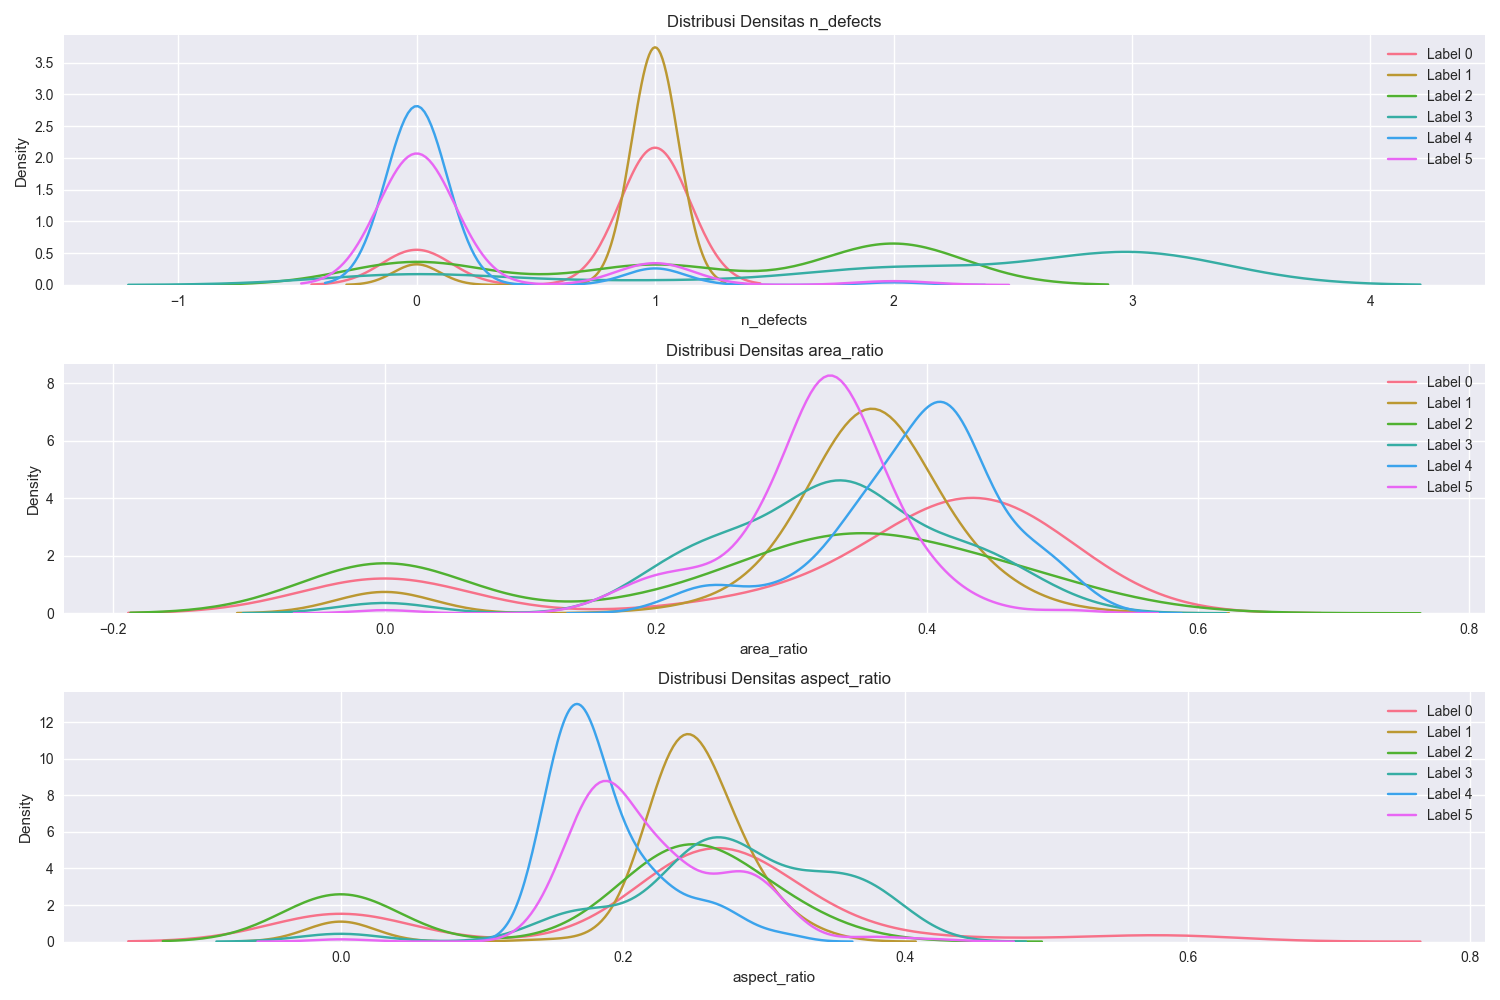 Distribusi Densitas n_defects
Density
3.5
3.0
2.5
2.0
1.5
1.0
0.5
0.0
Label 0
Label 1
Label 2
Label 3
Label 4
Label 5
−1 0 1 2 3 4
n_defects
Distribusi Densitas area_ratio
Density
8
6
4
2
0
Label 0
Label 1
Label 2
Label 3
Label 4
Label 5
−0.2 0.0 0.2 0.4 0.6 0.8
area_ratio
Distribusi Densitas aspect_ratio
Density
12
10
8
6
4
2
0
Label 0
Label 1
Label 2
Label 3
Label 4
Label 5
0.0 0.2 0.4 0.6 0.8
aspect_ratio